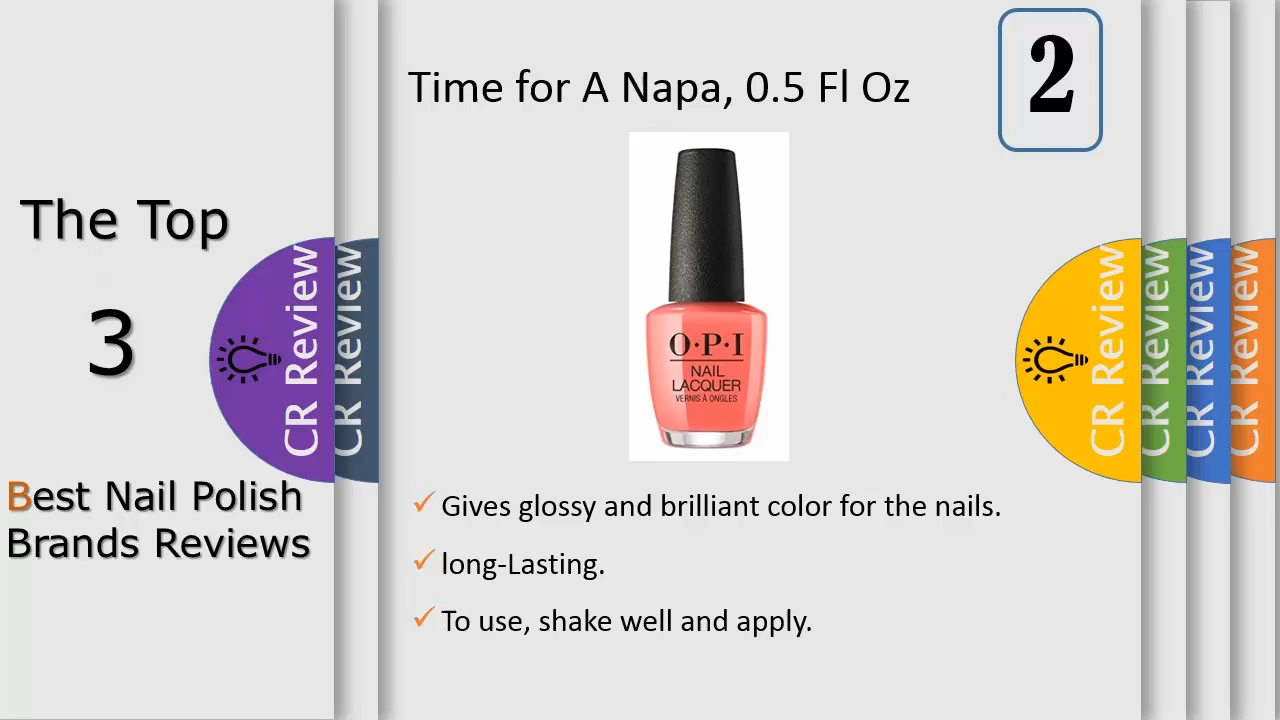 The Top
3
Best Nail Polish
Brands Reviews
CR Review
CR Review
Time for A Napa, 0.5 Fl Oz
2
O·P·I
NAIL
LACQUER
VERNIS À ONGLES
Gives glossy and brilliant color for the nails.
long-Lasting.
To use, shake well and apply.
CR Review
CR Review
CR Review
CR Review